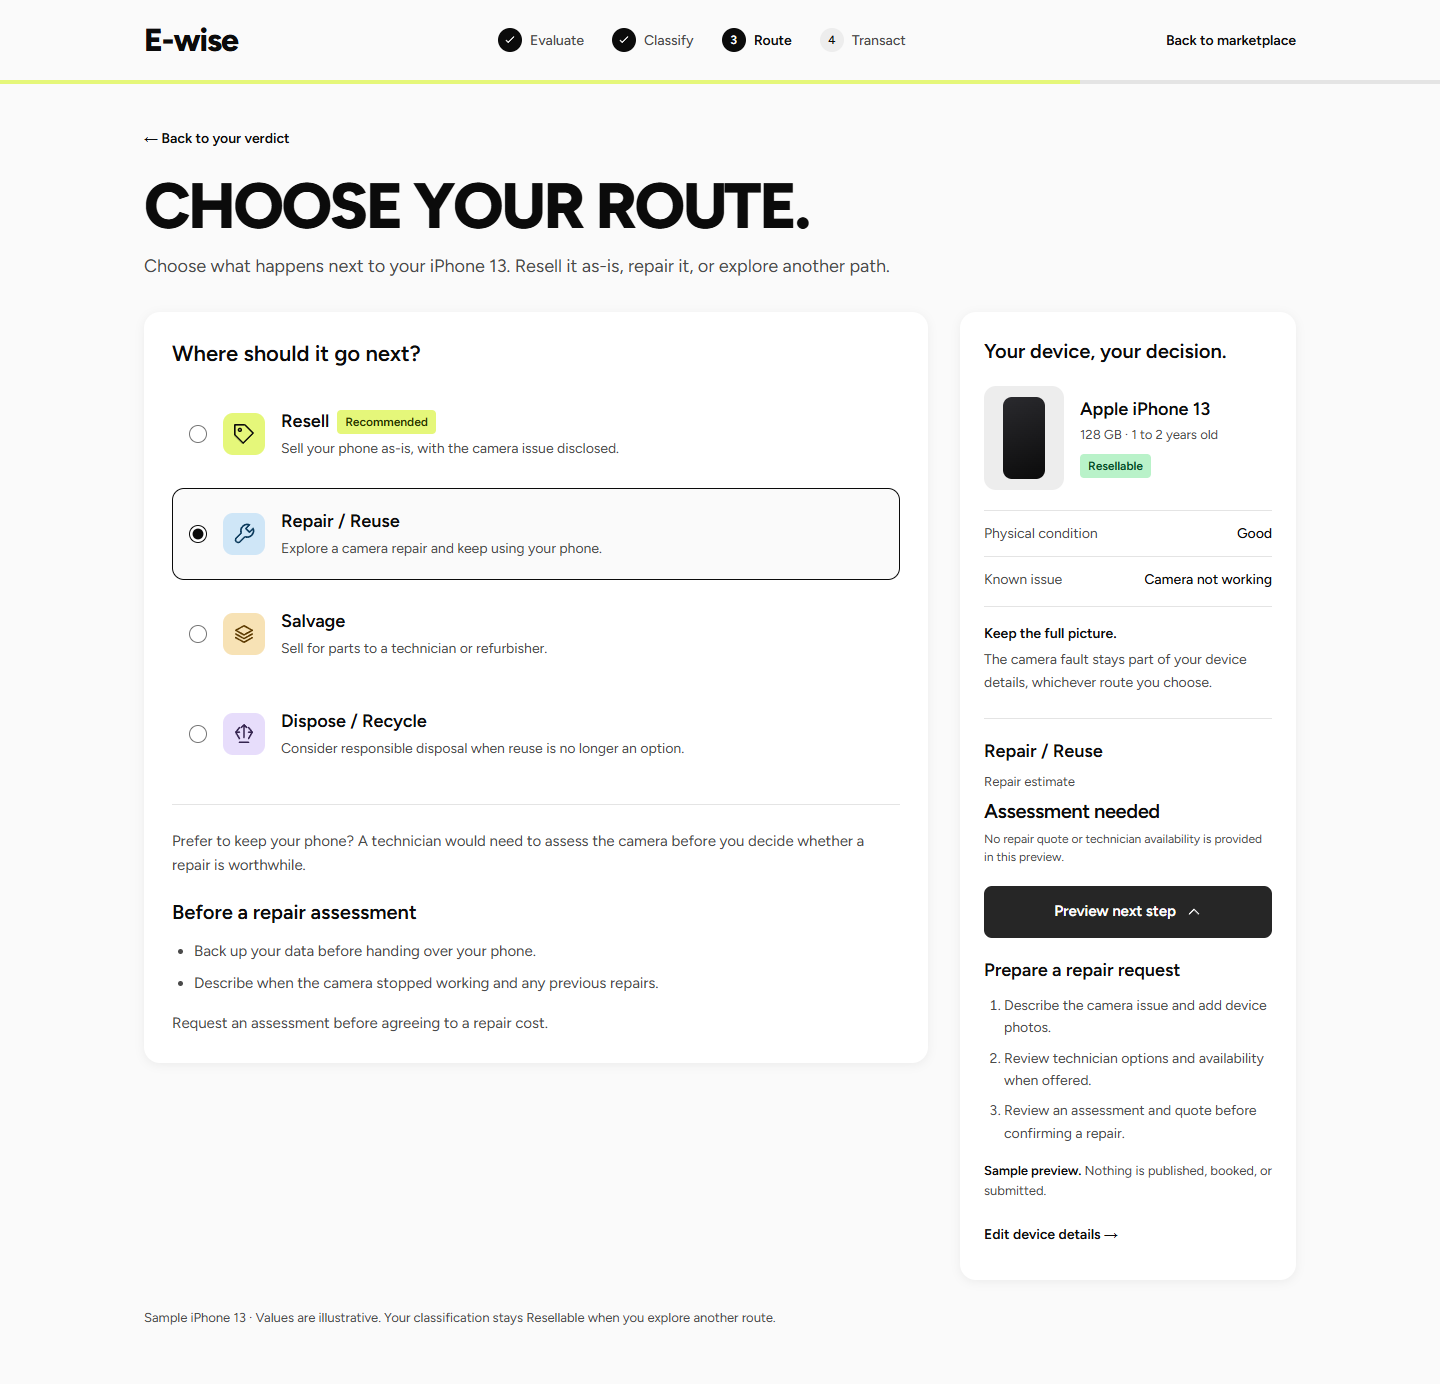 E-wise
Evaluate
Classify
3 Route
4 Transact
Back to marketplace
← Back to your verdict
CHOOSE YOUR ROUTE.
Choose what happens next to your iPhone 13. Resell it as-is, repair it, or explore another path.
Where should it go next?
Resell Recommended
Sell your phone as-is, with the camera issue disclosed.
Repair / Reuse
Explore a camera repair and keep using your phone.
Salvage
Sell for parts to a technician or refurbisher.
Dispose / Recycle
Consider responsible disposal when reuse is no longer an option.
Prefer to keep your phone? A technician would need to assess the camera before you decide whether a
repair is worthwhile.
Before a repair assessment
• Back up your data before handing over your phone.
• Describe when the camera stopped working and any previous repairs.
Request an assessment before agreeing to a repair cost.
Your device, your decision.
Apple iPhone 13
128 GB · 1 to 2 years old
Resellable
Physical condition Good
Known issue Camera not working
Keep the full picture.
The camera fault stays part of your device
details, whichever route you choose.
Repair / Reuse
Repair estimate
Assessment needed
No repair quote or technician availability is provided
in this preview.
Preview next step
Prepare a repair request
1. Describe the camera issue and add device
photos.
2. Review technician options and availability
when offered.
3. Review an assessment and quote before
confirming a repair.
Sample preview. Nothing is published, booked, or
submitted.
Edit device details →
Sample iPhone 13 · Values are illustrative. Your classification stays Resellable when you explore another route.